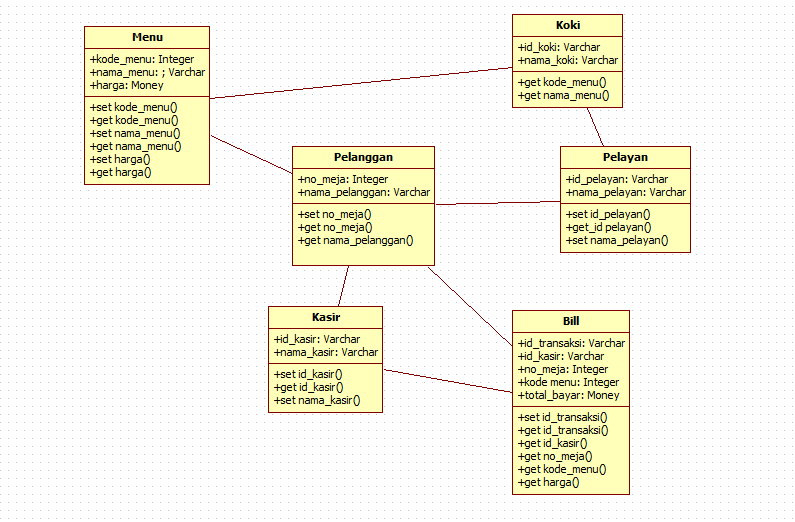 Menu
+kode_menu: Integer
+nama_menu: ; Varchar
+harga: Money
+set kode_menu()
+get kode_menu()
+set nama_menu()
+get nama_menu()
+set harga()
+get harga()
Koki
+id_koki: Varchar
+nama_koki: Varchar
+get kode_menu()
+get nama_menu()
Pelanggan
+no_meja: Integer
+nama_pelanggan: Varchar
+set no_meja()
+get no_meja()
+get nama_pelanggan()
Pelayan
+id_pelayan: Varchar
+nama_pelayan: Varchar
+set id_pelayan()
+get_id pelayan()
+set nama_pelayan()
Kasir
+id_kasir: Varchar
+nama_kasir: Varchar
+set id_kasir()
+get id_kasir()
+set nama_kasir()
Bill
+id_transaksi: Varchar
+id_kasir: Varchar
+no_meja: Integer
+kode menu: Integer
+total_bayar: Money
+set id_transaksi()
+get id_transaksi()
+get id_kasir()
+get no_meja()
+get kode_menu()
+get harga()